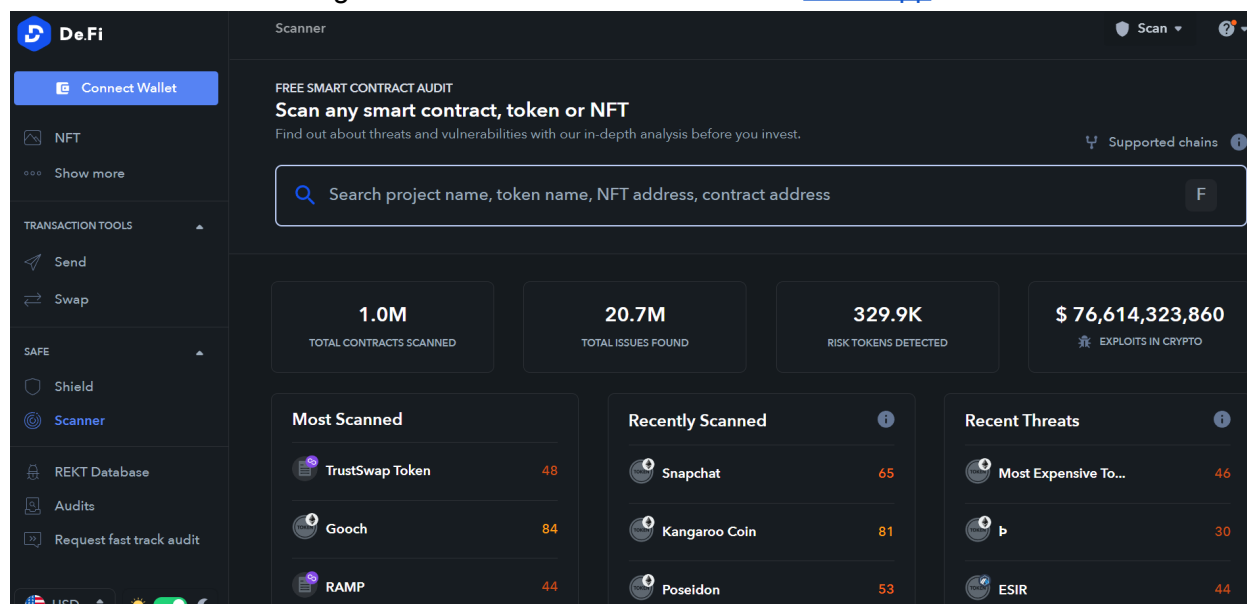 De.Fi
Scanner
Scan
Connect Wallet
NFT
Show more
TRANSACTION TOOLS
Send
Swap
SAFE
Shield
Scanner
REKT Database
Audits
Request fast track audit
USD
FREE SMART CONTRACT AUDIT
Scan any smart contract, token or NFT
Find out about threats and vulnerabilities with our in-depth analysis before you invest.
Supported chains
Search project name, token name, NFT address, contract address
F
1.0M
TOTAL CONTRACTS SCANNED
20.7M
TOTAL ISSUES FOUND
329.9K
RISK TOKENS DETECTED
$ 76,614,323,860
EXPLOITS IN CRYPTO
Most Scanned
TrustSwap Token 48
Gooch 84
RAMP 44
Recently Scanned
Snapchat 65
Kangaroo Coin 81
Poseidon 53
Recent Threats
Most Expensive To... 46
Þ 30
ESIR 44